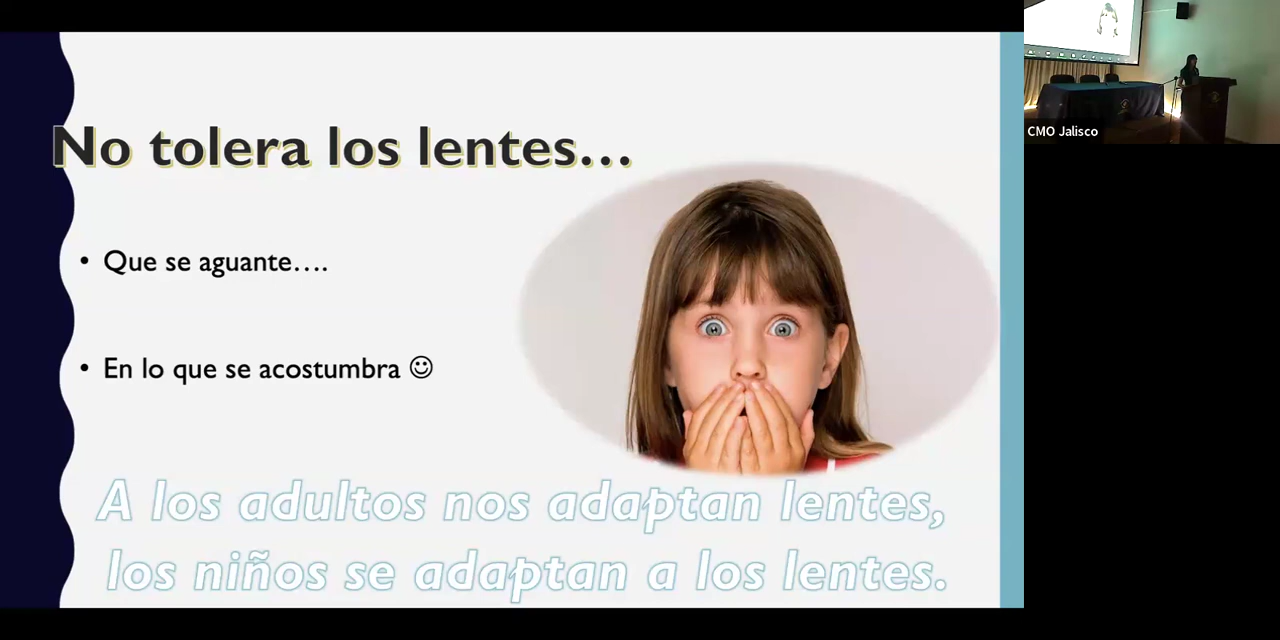 No tolera los lentes...
• Que se aguante....
• En lo que se acostumbra ☺
A los adultos nos adaptan lentes,
los niños se adaptan a los lentes.
CMO Jalisco